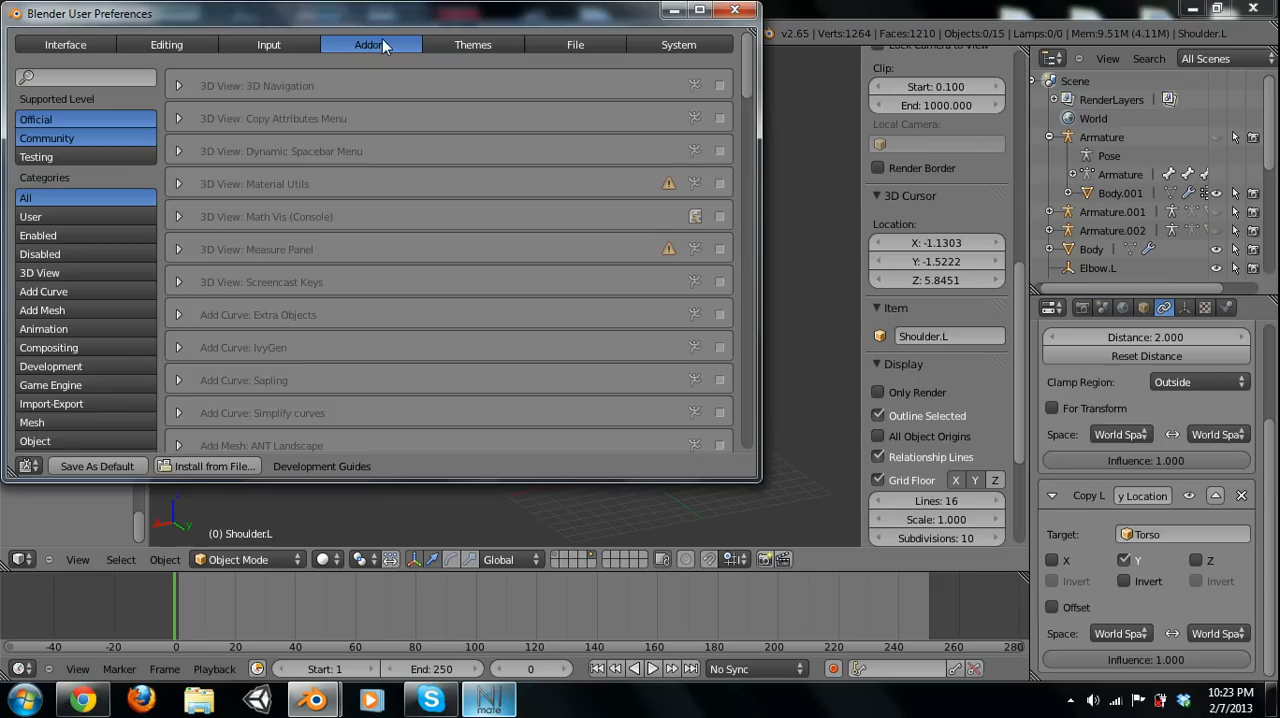 Blender User Preferences
Interface
Editing
Input
Addon
Themes
File
System
Supported Level
Official
Community
Testing
Categories
All
User
Enabled
Disabled
3D View
Add Curve
Add Mesh
Animation
Compositing
Development
Game Engine
Import-Export
Mesh
Object
3D View: 3D Navigation
3D View: Copy Attributes Menu
3D View: Dynamic Spacebar Menu
3D View: Material Utils
3D View: Math Vis (Console)
3D View: Measure Panel
3D View: Screencast Keys
Add Curve: Extra Objects
Add Curve: IvyGen
Add Curve: Sapling
Add Curve: Simplify curves
Add Mesh: ANT Landscape
Save As Default
Install from File...
Development Guides
v2.65 | Verts:1264 | Faces:1210 | Objects:0/15 | Lamps:0/0 | Mem:9.51M (4.11M) | Shoulder.L
Lock Camera to View
Clip:
Start: 0.100
End: 1000.000
Local Camera:
Render Border
3D Cursor
Location:
X: -1.1303
Y: -1.5222
Z: 5.8451
Item
Shoulder.L
Display
Only Render
Outline Selected
All Object Origins
Relationship Lines
Grid Floor
X
Y
Z
Lines: 16
Scale: 1.000
Subdivisions: 10
View
Search
All Scenes
Scene
RenderLayers
World
Armature
Pose
Armature
Body.001
Armature.001
Armature.002
Body
Elbow.L
Distance: 2.000
Reset Distance
Clamp Region:
Outside
For Transform
Space:
World Spa
World Spa
Influence: 1.000
Copy L
y Location
Target:
Torso
X
Y
Z
Invert
Invert
Invert
Offset
Space:
World Spa
World Spa
Influence: 1.000
z
y
(0) Shoulder.L
View
Select
Object
Object Mode
Global
-40
-20
0
20
40
60
80
100
120
140
160
180
200
220
240
260
280
View
Marker
Frame
Playback
Start: 1
End: 250
0
No Sync
NI
mate
10:23 PM
2/7/2013